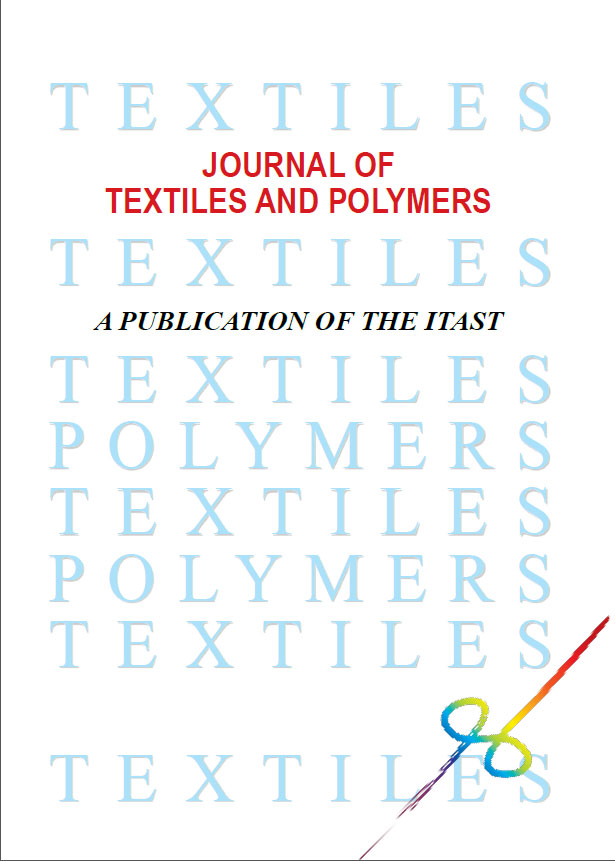 TEXTILES
JOURNAL OF
TEXTILES AND POLYMERS
TEXTILES
A PUBLICATION OF THE ITAST
TEXTILES
POLYMERS
TEXTILES
POLYMERS
TEXTILES
TEXTILES